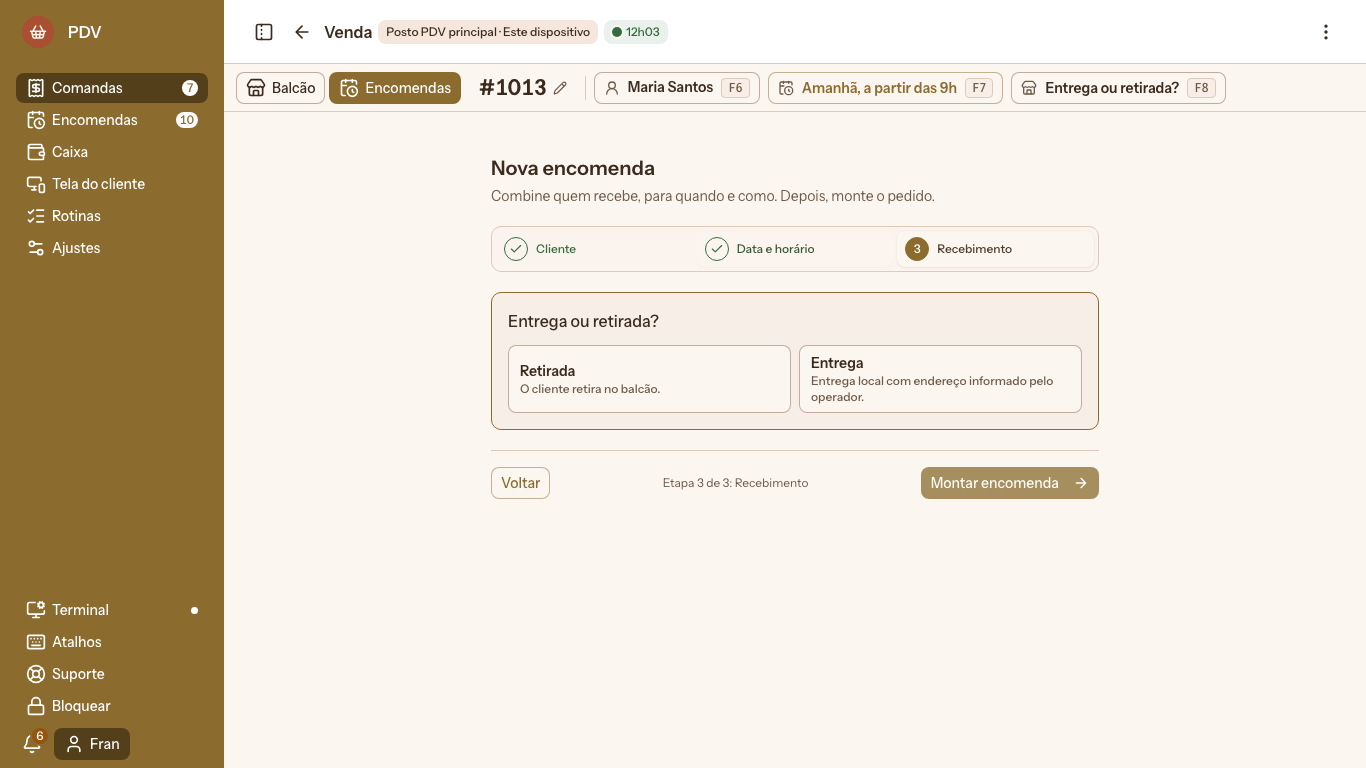 PDV
Venda
Posto PDV principal · Este dispositivo
12h03
Comandas
7
Encomendas
10
Caixa
Tela do cliente
Rotinas
Ajustes
Balcão
Encomendas
#1013
Maria Santos
F6
Amanhã, a partir das 9h
F7
Entrega ou retirada?
F8
Nova encomenda
Combine quem recebe, para quando e como. Depois, monte o pedido.
Cliente
Data e horário
3
Recebimento
Entrega ou retirada?
Retirada
O cliente retira no balcão.
Entrega
Entrega local com endereço informado pelo
operador.
Voltar
Etapa 3 de 3: Recebimento
Montar encomenda
Terminal
Atalhos
Suporte
Bloquear
6
Fran